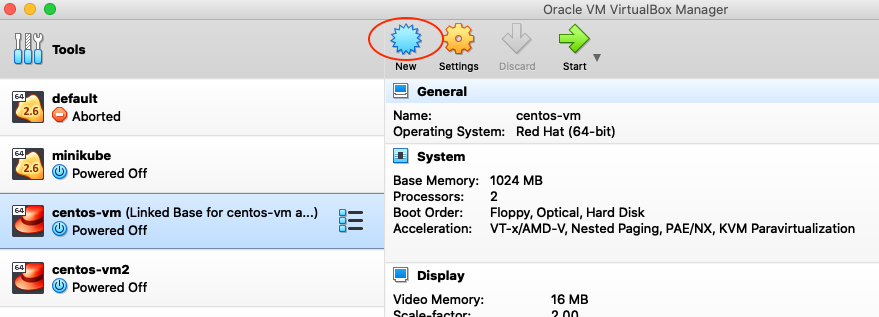 Oracle VM VirtualBox Manager
Tools
New Settings Discard Start
64 2.6 default
Aborted
64 2.6 minikube
Powered Off
64 centos-vm (Linked Base for centos-vm a...)
Powered Off
64 centos-vm2
Powered Off
General
Name: centos-vm
Operating System: Red Hat (64-bit)
System
Base Memory: 1024 MB
Processors: 2
Boot Order: Floppy, Optical, Hard Disk
Acceleration: VT-x/AMD-V, Nested Paging, PAE/NX, KVM Paravirtualization
Display
Video Memory: 16 MB
Scale-factor: 2.00